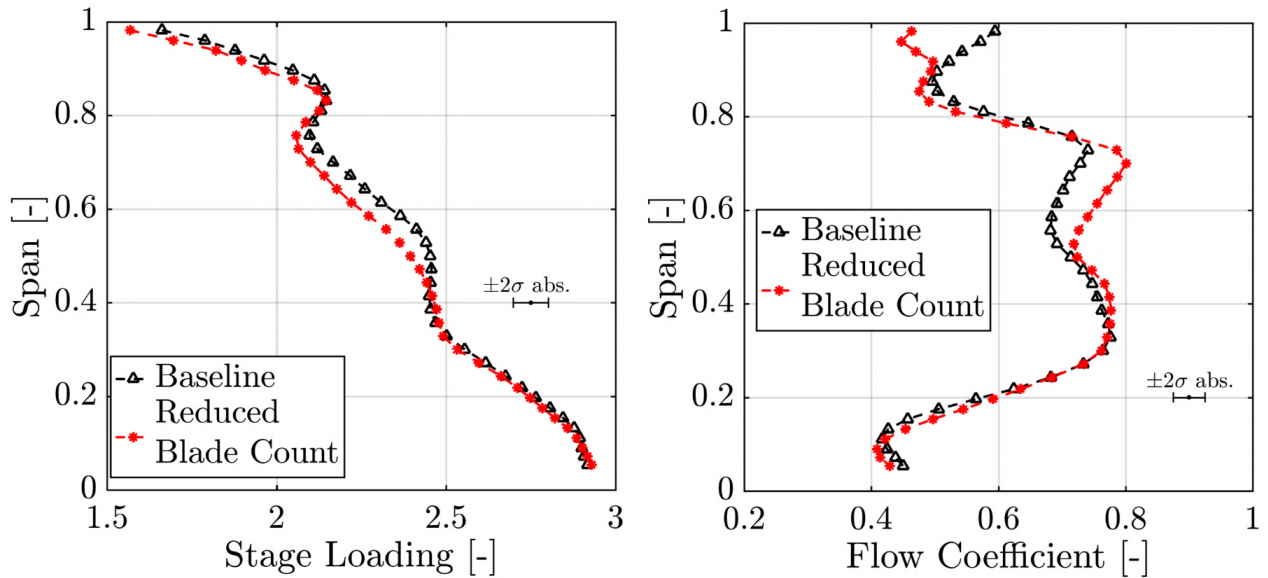 1
0.8
0.6
0.4
0.2
0
Span [-]
±2σ abs.
Baseline
Reduced
Blade Count
1.5
2
2.5
3
Stage Loading [-]
1
0.8
0.6
0.4
0.2
0
Span [-]
Baseline
Reduced
Blade Count
±2σ abs.
0.2
0.4
0.6
0.8
1
Flow Coefficient [-]